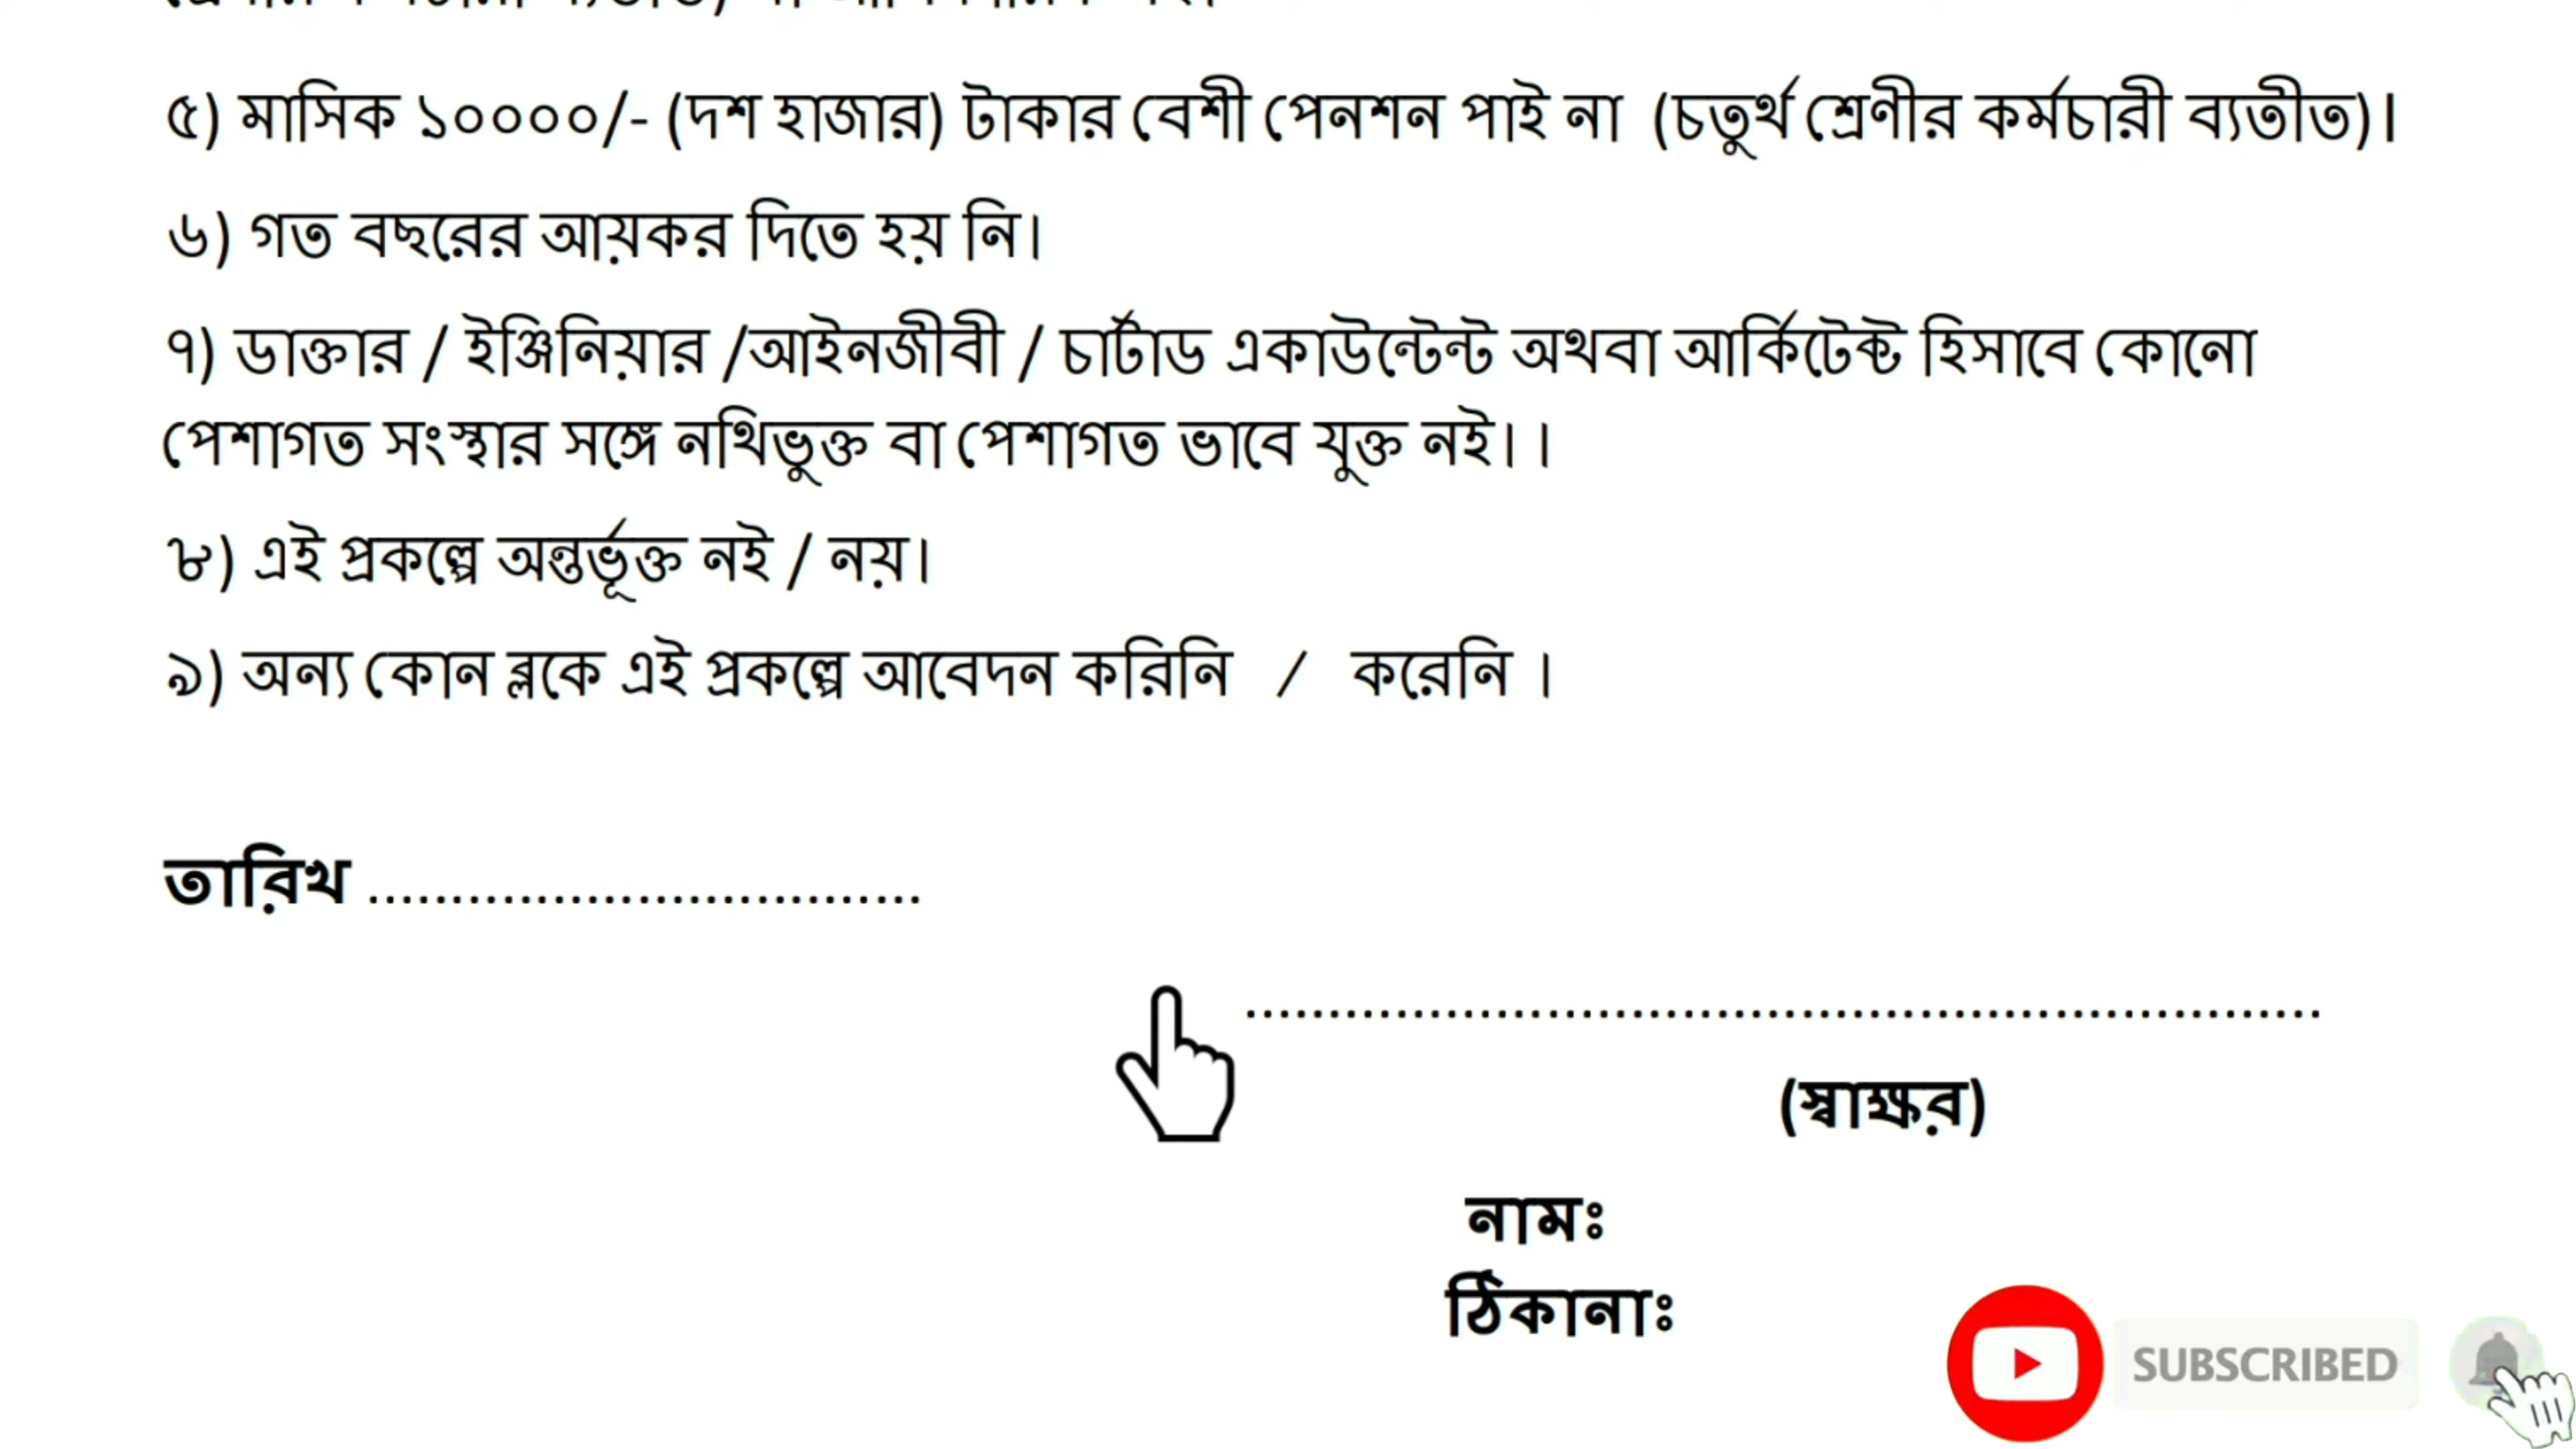 ৫) মাসিক ১০০০০/- (দশ হাজার) টাকার বেশী পেনশন পাই না (চতুর্থ শ্রেণীর কর্মচারী ব্যতীত)।
৬) গত বছরের আয়কর দিতে হয় নি।
৭) ডাক্তার / ইঞ্জিনিয়ার /আইনজীবী / চার্টাড একাউন্টেন্ট অথবা আর্কিটেক্ট হিসাবে কোনো
পেশাগত সংস্থার সঙ্গে নথিভুক্ত বা পেশাগত ভাবে যুক্ত নই।।
৮) এই প্রকল্পে অন্তর্ভূক্ত নই / নয়।
৯) অন্য কোন ব্লকে এই প্রকল্পে আবেদন করিনি / করেনি ।
তারিখ .................................
................................................................
(স্বাক্ষর)
নামঃ
ঠিকানাঃ
SUBSCRIBED